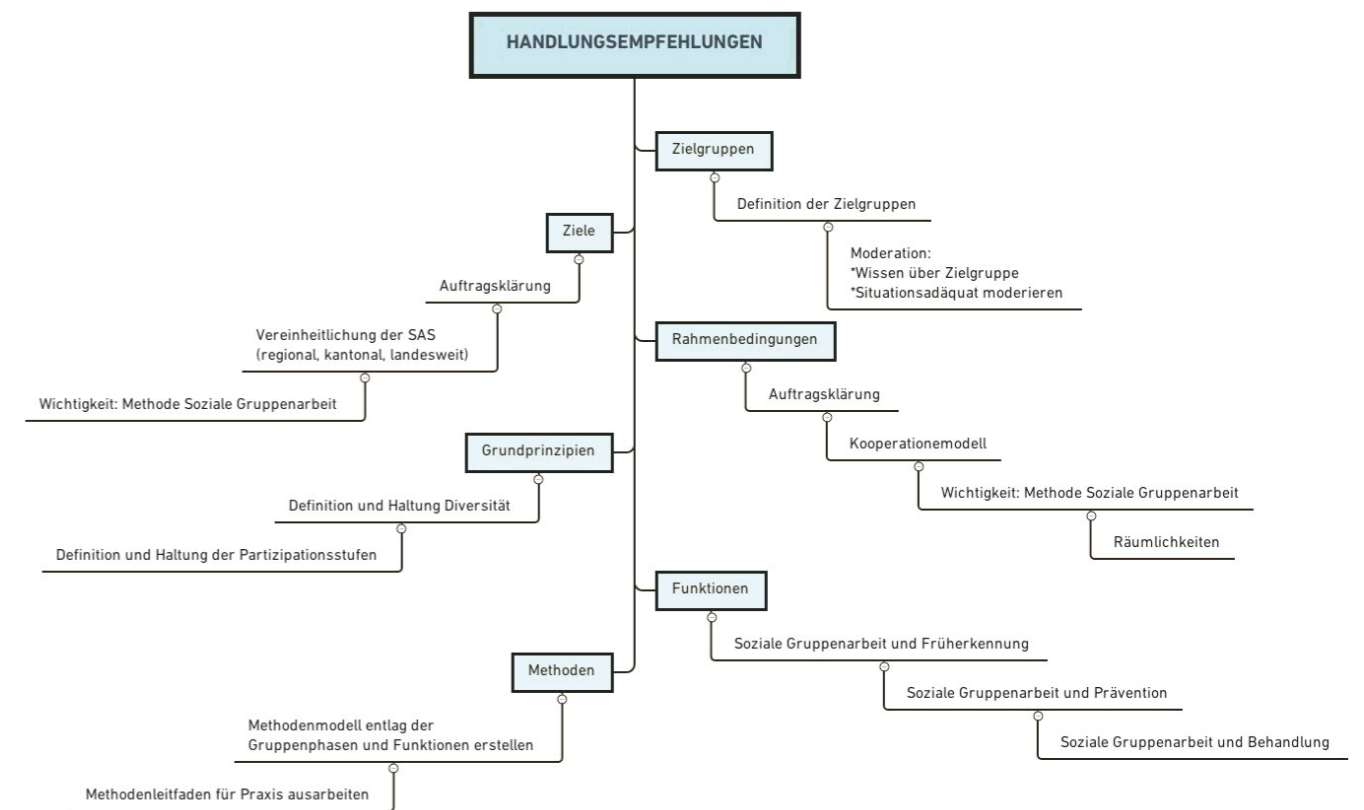 HANDLUNGSEMPFEHLUNGEN
Zielgruppen
Definition der Zielgruppen
Moderation:
*Wissen über Zielgruppe
*Situationsadäquat moderieren
Ziele
Auftragsklärung
Vereinheitlichung der SAS
(regional, kantonal, landesweit)
Wichtigkeit: Methode Soziale Gruppenarbeit
Rahmenbedingungen
Auftragsklärung
Kooperationemodell
Wichtigkeit: Methode Soziale Gruppenarbeit
Räumlichkeiten
Grundprinzipien
Definition und Haltung Diversität
Definition und Haltung der Partizipationsstufen
Funktionen
Soziale Gruppenarbeit und Früherkennung
Soziale Gruppenarbeit und Prävention
Soziale Gruppenarbeit und Behandlung
Methoden
Methodenmodell entlag der
Gruppenphasen und Funktionen erstellen
Methodenleitfaden für Praxis ausarbeiten